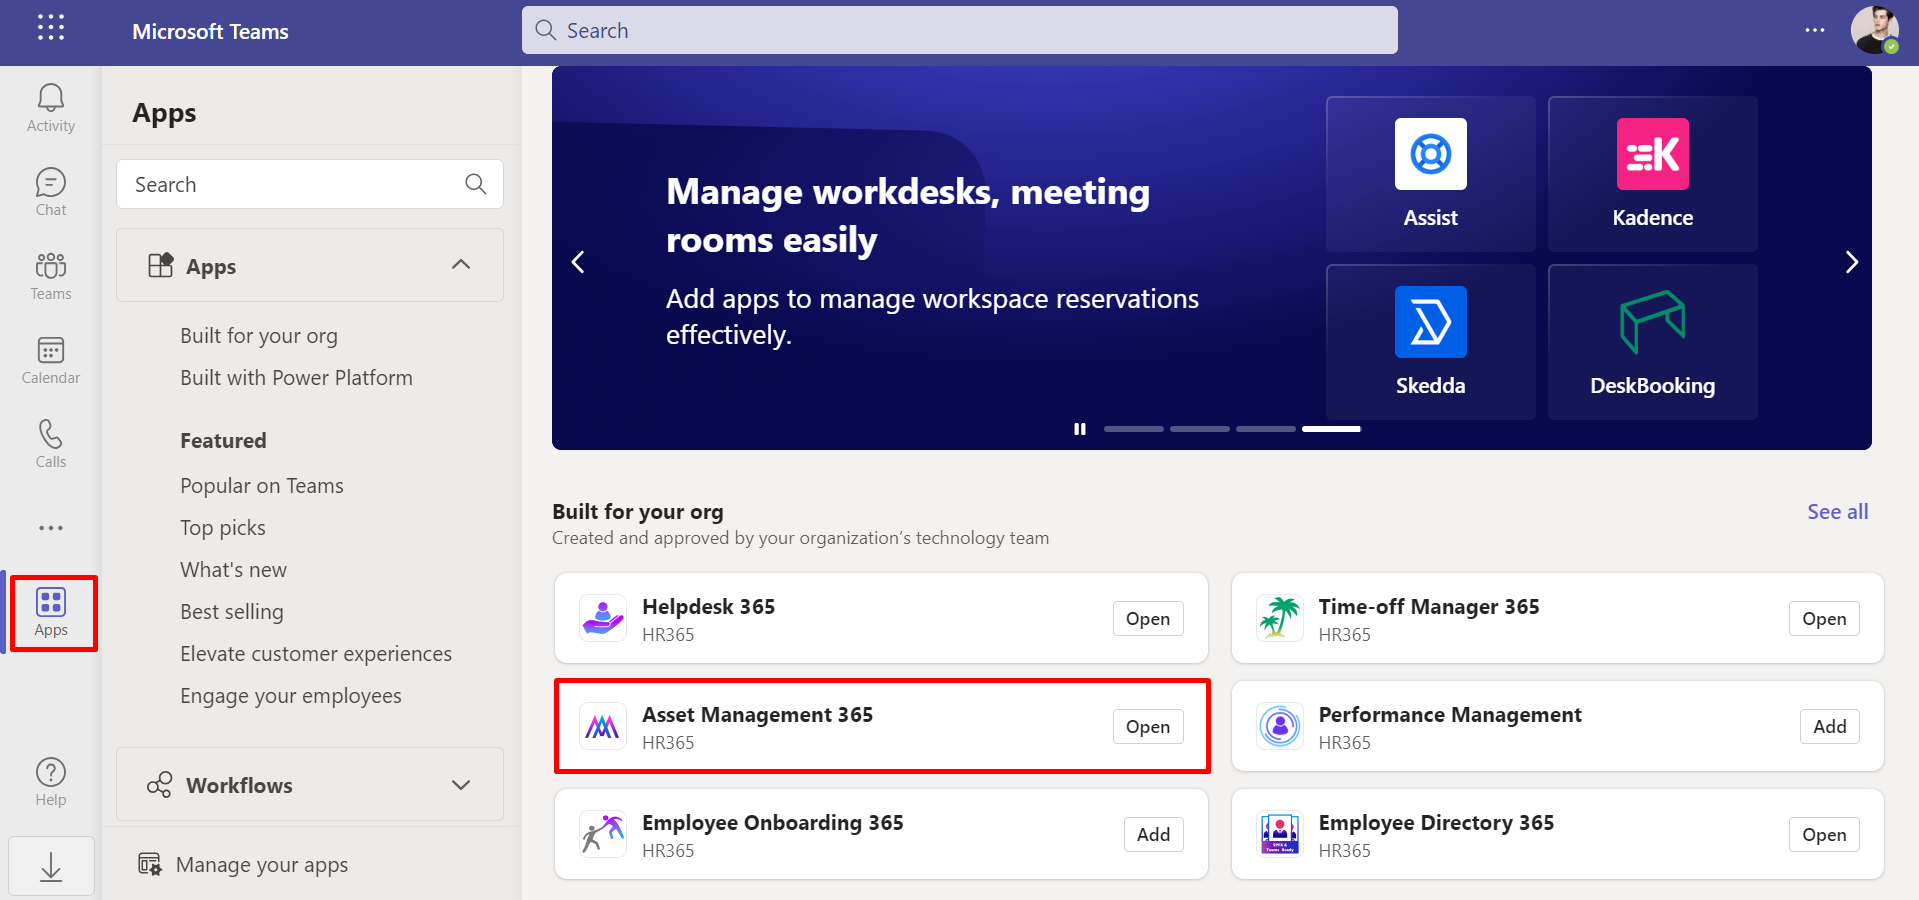 Microsoft Teams
Search
Activity
Chat
Teams
Calendar
Calls
Apps
Help
Apps
Search
Apps
Built for your org
Built with Power Platform
Featured
Popular on Teams
Top picks
What's new
Best selling
Elevate customer experiences
Engage your employees
Workflows
Manage your apps
Manage workdesks, meeting
rooms easily
Add apps to manage workspace reservations
effectively.
Assist
K
Kadence
Skedda
DeskBooking
Built for your org
See all
Created and approved by your organization’s technology team
Helpdesk 365
HR365
Open
Time-off Manager 365
HR365
Open
Asset Management 365
HR365
Open
Performance Management
HR365
Add
Employee Onboarding 365
HR365
Add
Employee Directory 365
HR365
Open